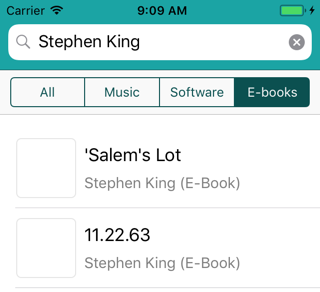 Carrier 9:09 AM
Stephen King
All Music Software E-books
'Salem's Lot
Stephen King (E-Book)
11.22.63
Stephen King (E-Book)